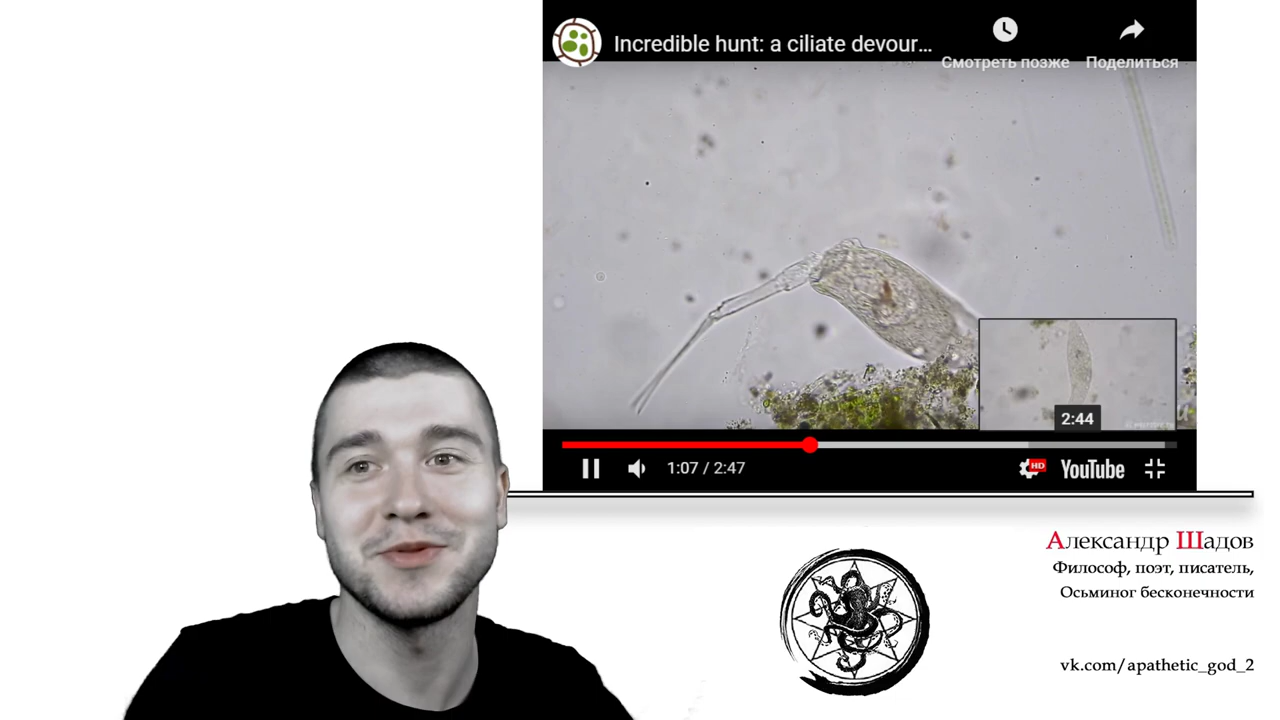 Incredible hunt: a ciliate devour...
Смотреть позже
Поделиться
2:44
1:07 / 2:47
HD
YouTube
Александр Шадов
Философ, поэт, писатель,
Осьминог бесконечности
vk.com/apathetic_god_2